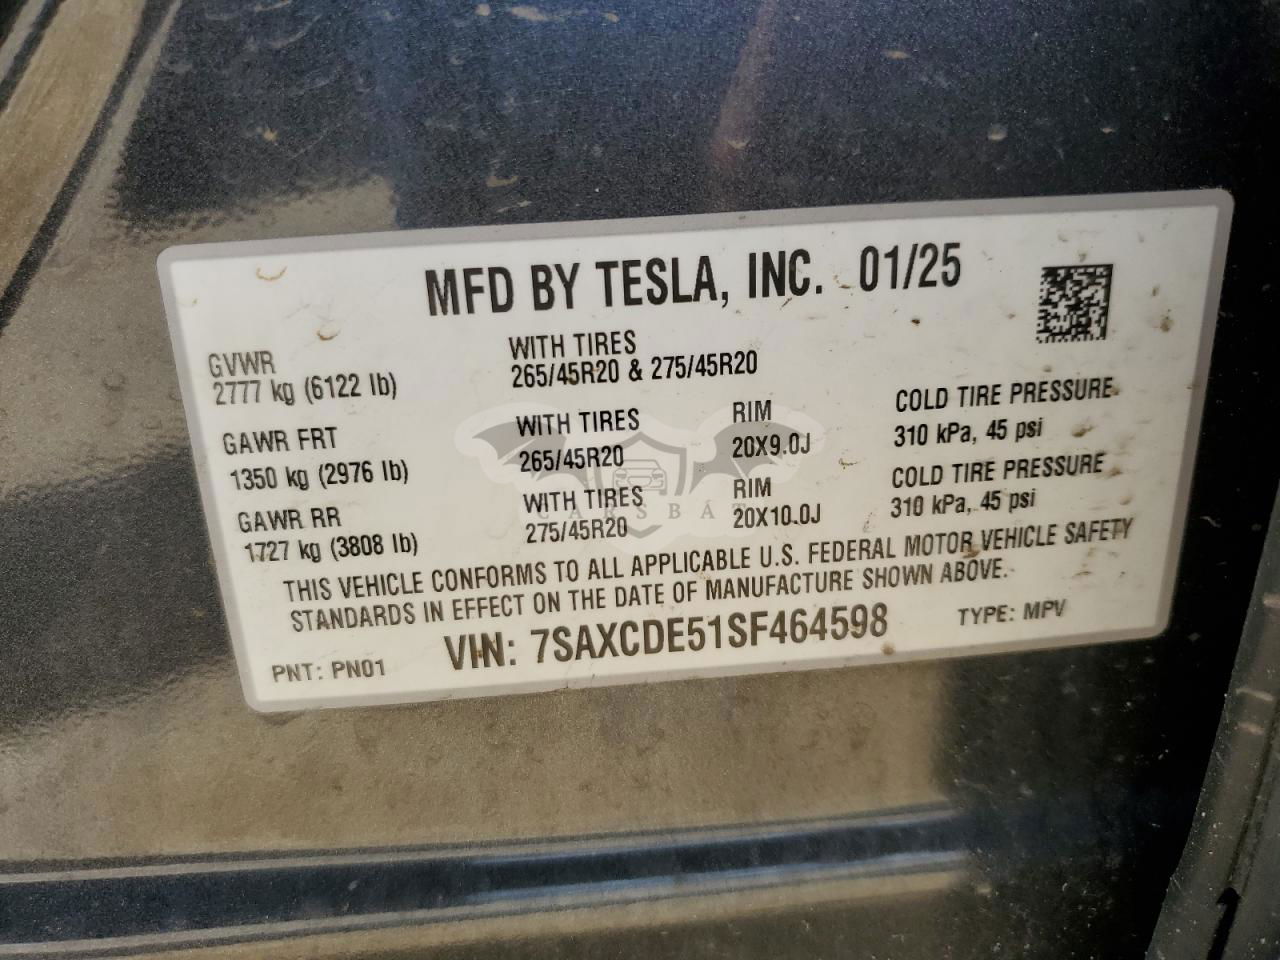 MFD BY TESLA, INC. 01/25
GVWR
2777 kg (6122 lb)
WITH TIRES
265/45R20 & 275/45R20
GAWR FRT
1350 kg (2976 lb)
WITH TIRES
265/45R20
RIM
20X9.0J
COLD TIRE PRESSURE
310 kPa, 45 psi
GAWR RR
1727 kg (3808 lb)
WITH TIRES
275/45R20
RIM
20X10.0J
COLD TIRE PRESSURE
310 kPa, 45 psi
THIS VEHICLE CONFORMS TO ALL APPLICABLE U.S. FEDERAL MOTOR VEHICLE SAFETY
STANDARDS IN EFFECT ON THE DATE OF MANUFACTURE SHOWN ABOVE.
PNT: PN01
VIN: 7SAXCDE51SF464598
TYPE: MPV
CARSBAT